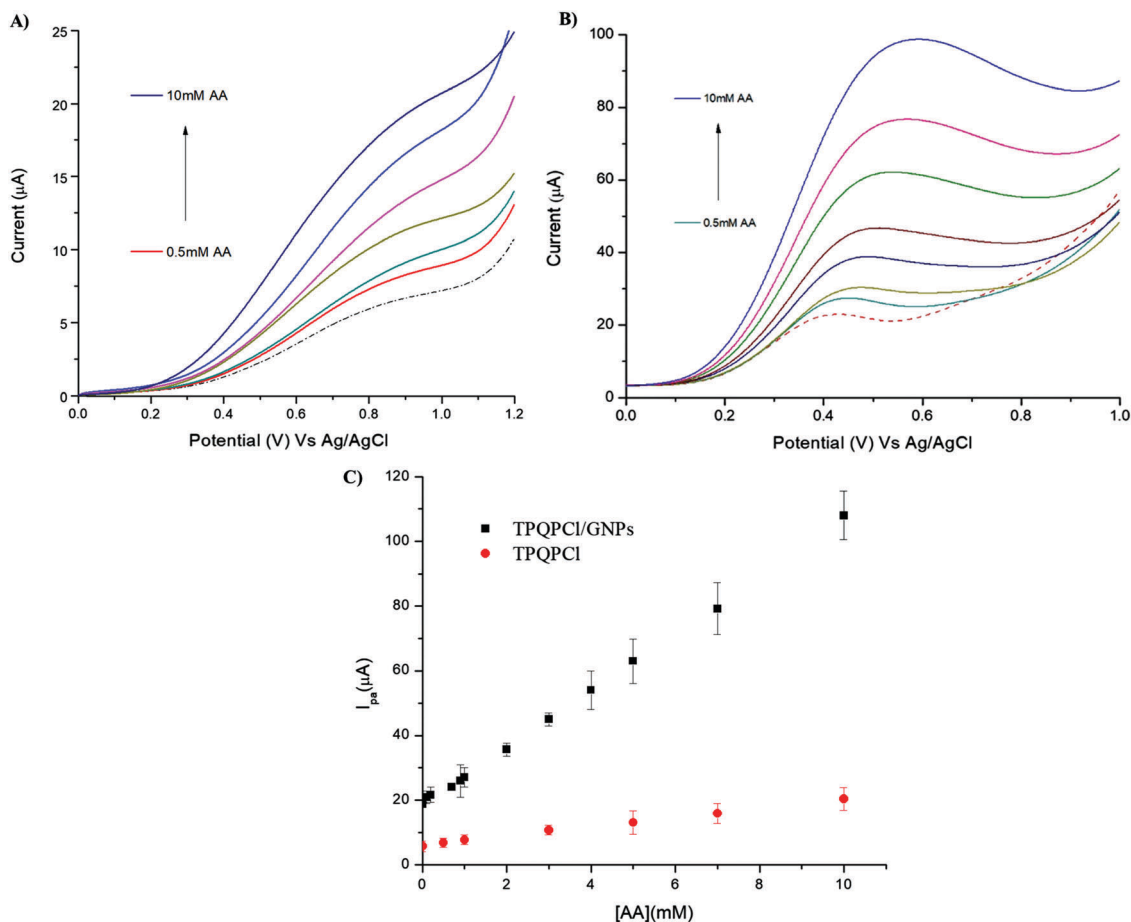 A)
25
20
15
10
5
0
Current (µA)
10mM AA
0.5mM AA
0.0 0.2 0.4 0.6 0.8 1.0 1.2
Potential (V) Vs Ag/AgCl
B)
100
80
60
40
20
0
Current (µA)
10mM AA
0.5mM AA
0.0 0.2 0.4 0.6 0.8 1.0
Potential (V) Vs Ag/AgCl
C)
120
100
80
60
40
20
0
Ipa(µA)
TPQPCl/GNPs
TPQPCl
0 2 4 6 8 10
[AA](mM)